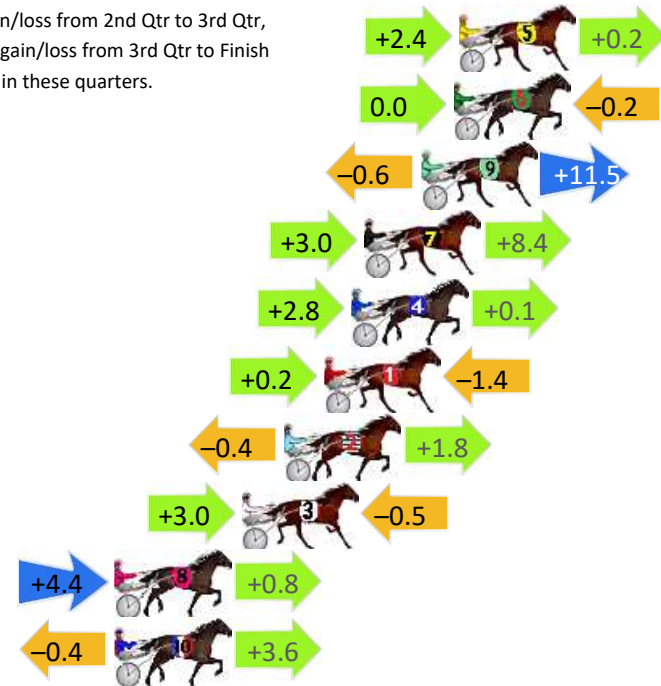 n/loss from 2nd Qtr to 3rd Qtr,
gain/loss from 3rd Qtr to Finish
in these quarters.
+2.4 5 +0.2
0.0 6 –0.2
–0.6 9 +11.5
+3.0 7 +8.4
+2.8 4 +0.1
+0.2 1 –1.4
–0.4 2 +1.8
+3.0 3 –0.5
+4.4 8 +0.8
–0.4 10 +3.6